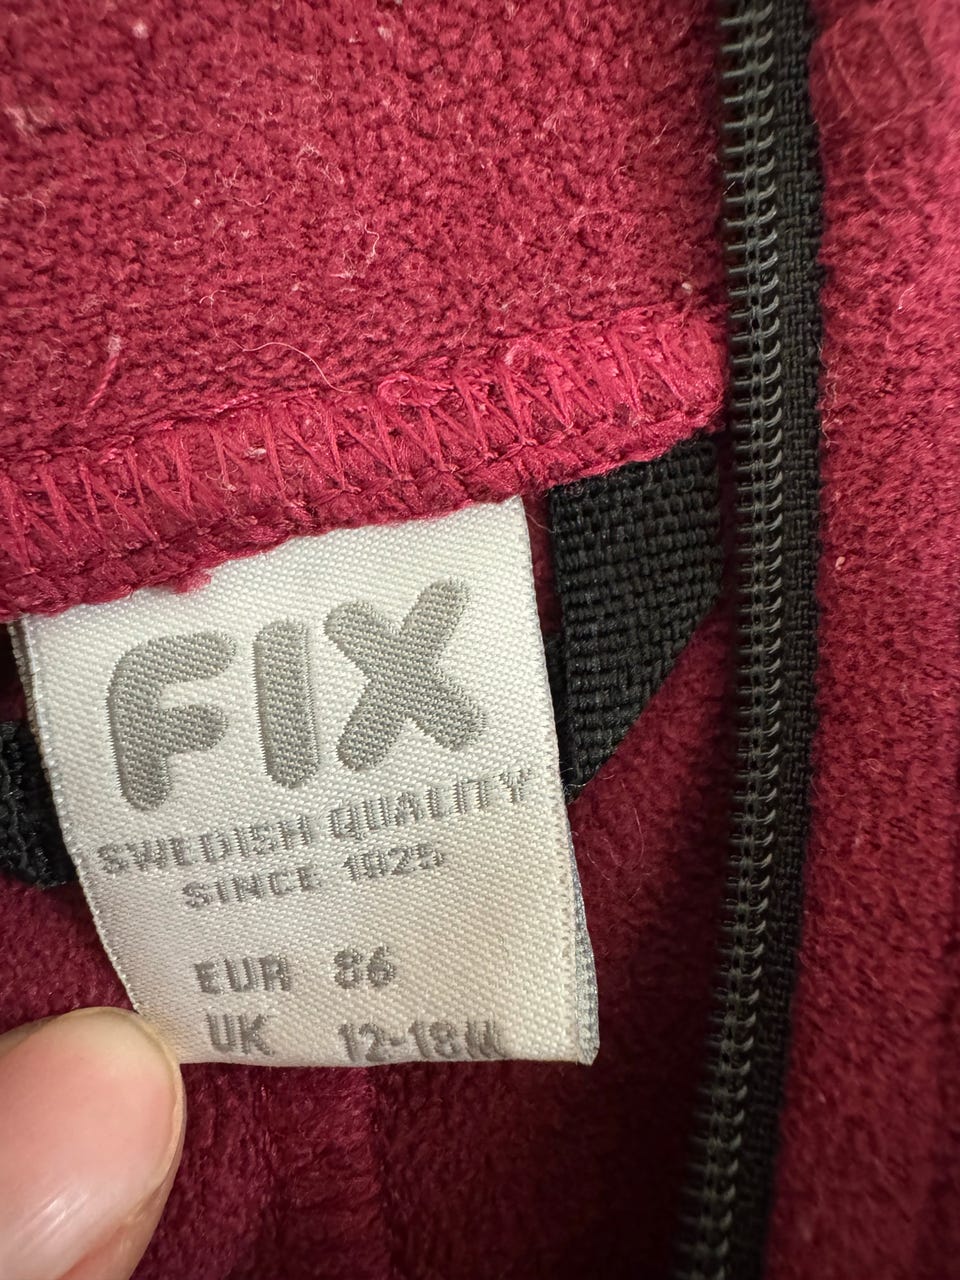 FIX
SWEDISH QUALITY
SINCE 1925
EUR 86
UK 12-18M